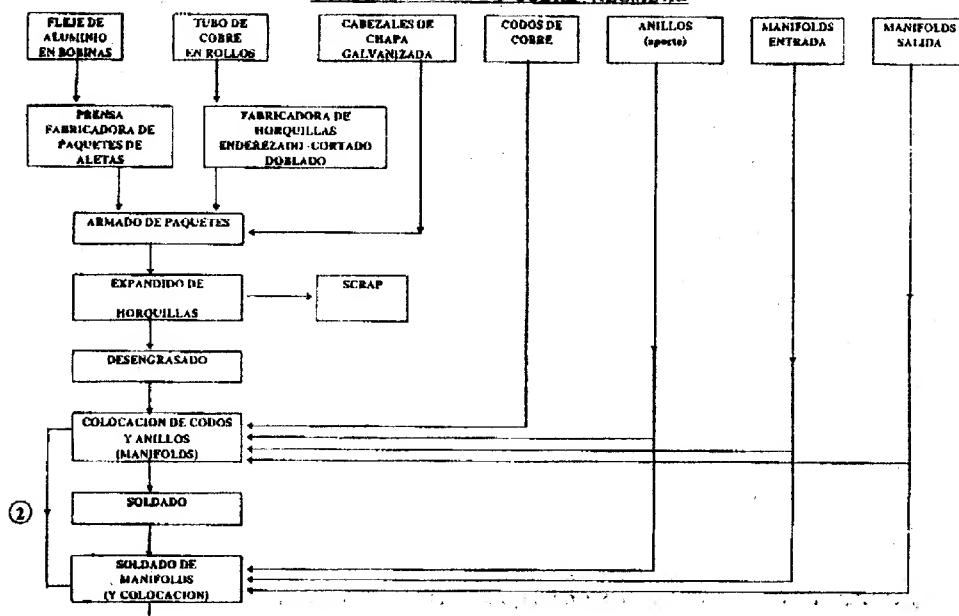 FLEJE DE
ALUMINIO
EN BOBINAS
TUBO DE
COBRE
EN ROLLOS
CABEZALES DE
CHAPA
GALVANIZADA
CODOS DE
COBRE
ANILLOS
(aporte)
MANIFOLDS
ENTRADA
MANIFOLDS
SALIDA
PRENSA
FABRICADORA DE
PAQUETES DE
ALETAS
FABRICADORA DE
HORQUILLAS
ENDEREZADO -CORTADO
DOBLADO
ARMADO DE PAQUETES
EXPANDIDO DE
HORQUILLAS
SCRAP
DESENGRASADO
COLOCACION DE CODOS
Y ANILLOS
(MANIFOLDS)
2
SOLDADO
SOLDADO DE
MANIFOLDS
(Y COLOCACION)